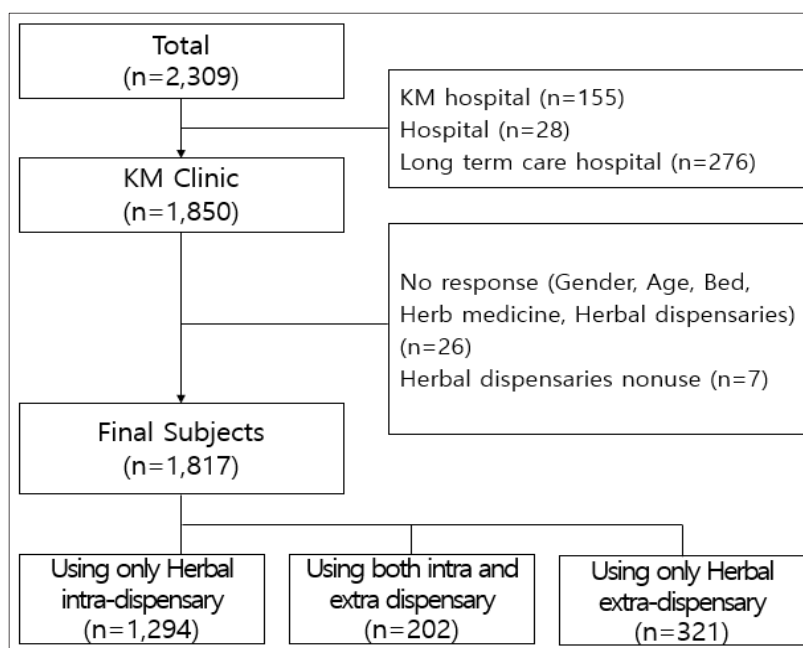 Total
(n=2,309)
KM hospital (n=155)
Hospital (n=28)
Long term care hospital (n=276)
KM Clinic
(n=1,850)
No response (Gender, Age, Bed,
Herb medicine, Herbal dispensaries)
(n=26)
Herbal dispensaries nonuse (n=7)
Final Subjects
(n=1,817)
Using only Herbal
intra-dispensary
(n=1,294)
Using both intra and
extra dispensary
(n=202)
Using only Herbal
extra-dispensary
(n=321)